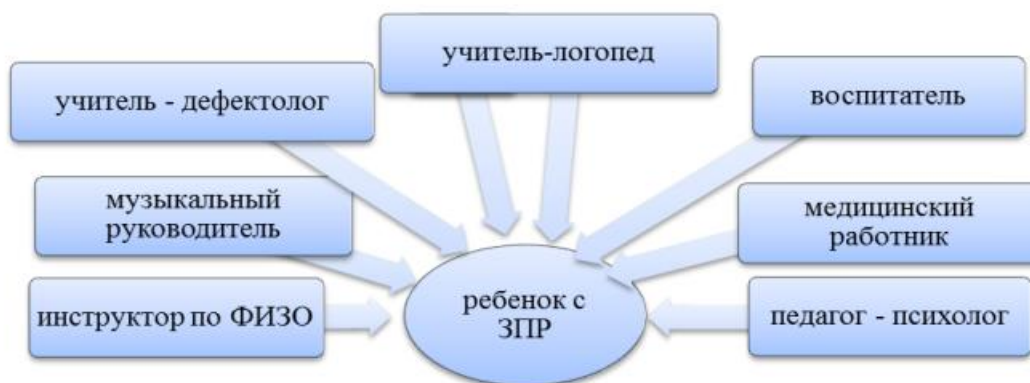 учитель-логопед
учитель - дефектолог
воспитатель
музыкальный
руководитель
медицинский
работник
инструктор по ФИЗО
ребенок с
ЗПР
педагог - психолог